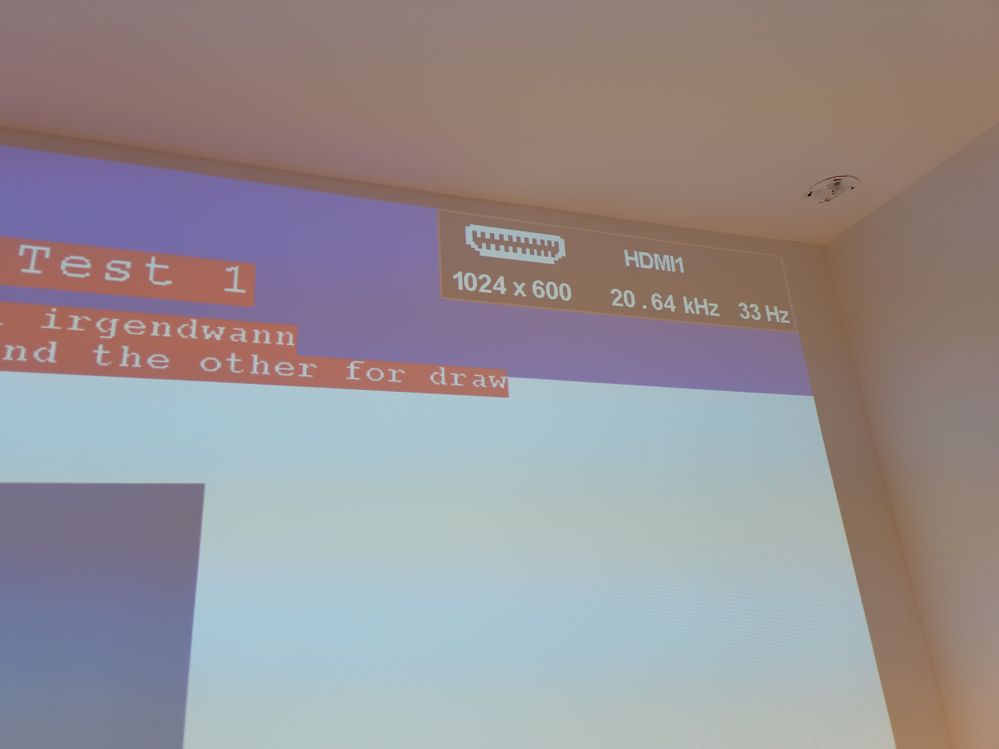 Test 1
HDMI1
1024 x 600 20.64 kHz 33 Hz
irgendwann
nd the other for draw